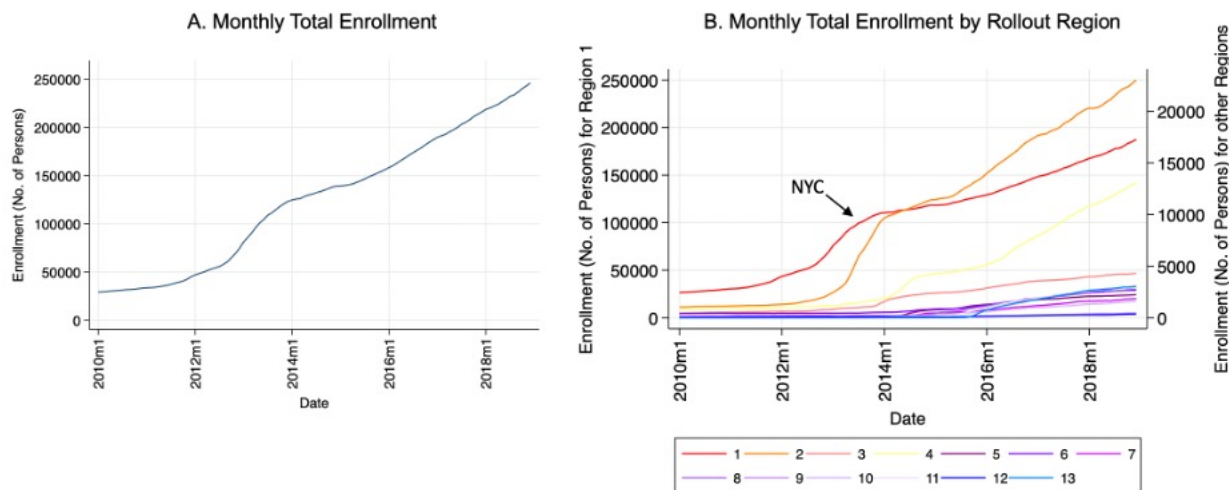 A. Monthly Total Enrollment
Enrollment (No. of Persons)
250000
200000
150000
100000
50000
0
2010m1
2012m1
2014m1
2016m1
2018m1
Date
B. Monthly Total Enrollment by Rollout Region
Enrollment (No. of Persons) for Region 1
250000
200000
150000
100000
50000
0
NYC
20000
15000
10000
5000
0
Enrollment (No. of Persons) for other Regions
2010m1
2012m1
2014m1
2016m1
2018m1
Date
1 2 3 4 5 6 7
8 9 10 11 12 13